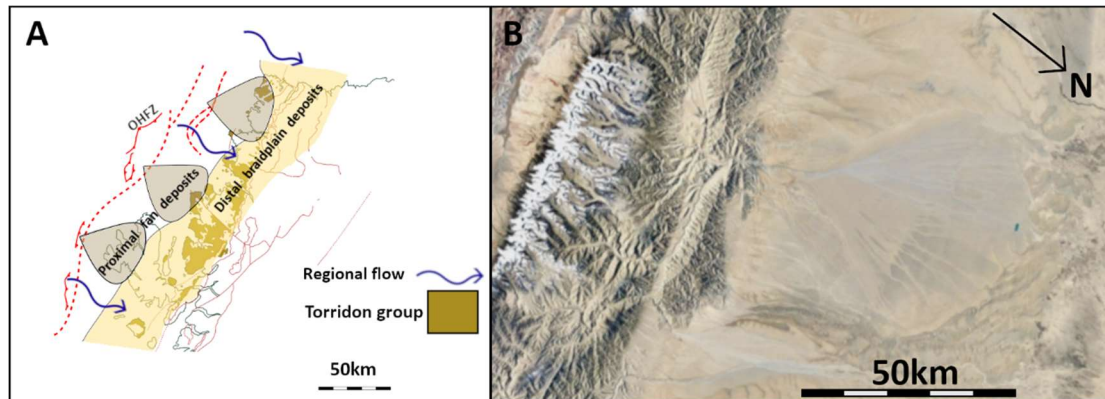 A
OHFZ
Proximal fan deposits
Distal braidplain deposits
Regional flow
Torridon group
50km
B
N
50km